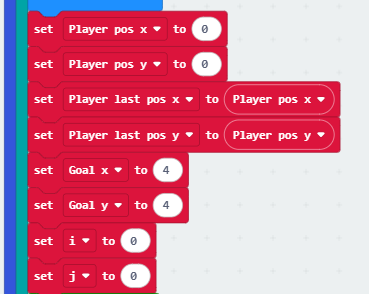 set Player pos x to 0
set Player pos y to 0
set Player last pos x to Player pos x
set Player last pos y to Player pos y
set Goal x to 4
set Goal y to 4
set i to 0
set j to 0